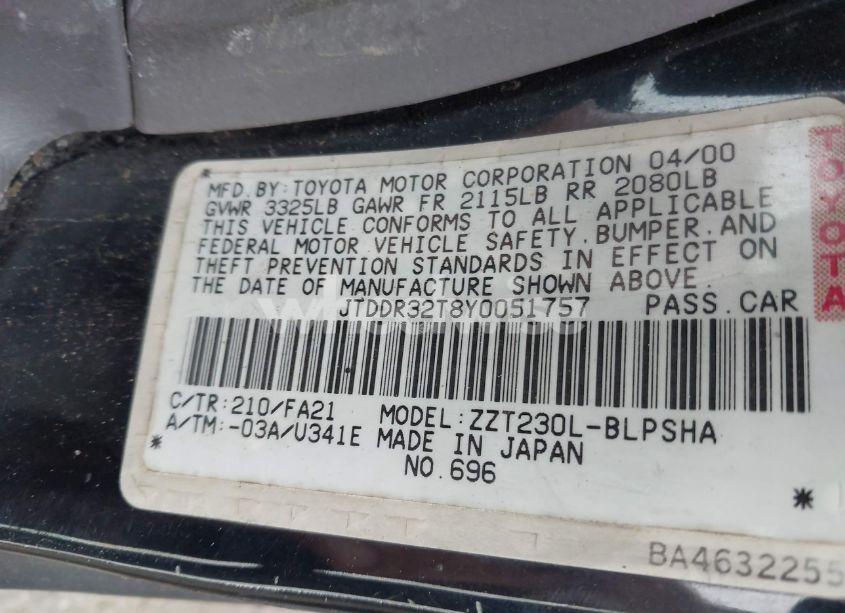 MFD. BY: TOYOTA MOTOR CORPORATION 04/00
GVWR 3325LB GAWR FR 2115LB RR 2080LB
THIS VEHICLE CONFORMS TO ALL APPLICABLE
FEDERAL MOTOR VEHICLE SAFETY, BUMPER, AND
THEFT PREVENTION STANDARDS IN EFFECT ON
THE DATE OF MANUFACTURE SHOWN ABOVE.
JTDDR32T8Y0051757 PASS. CAR
C/TR: 210/FA21 MODEL: ZZT230L-BLPSHA
A/TM: -03A/U341E MADE IN JAPAN
NO. 696
BA4632255
TOYOTA